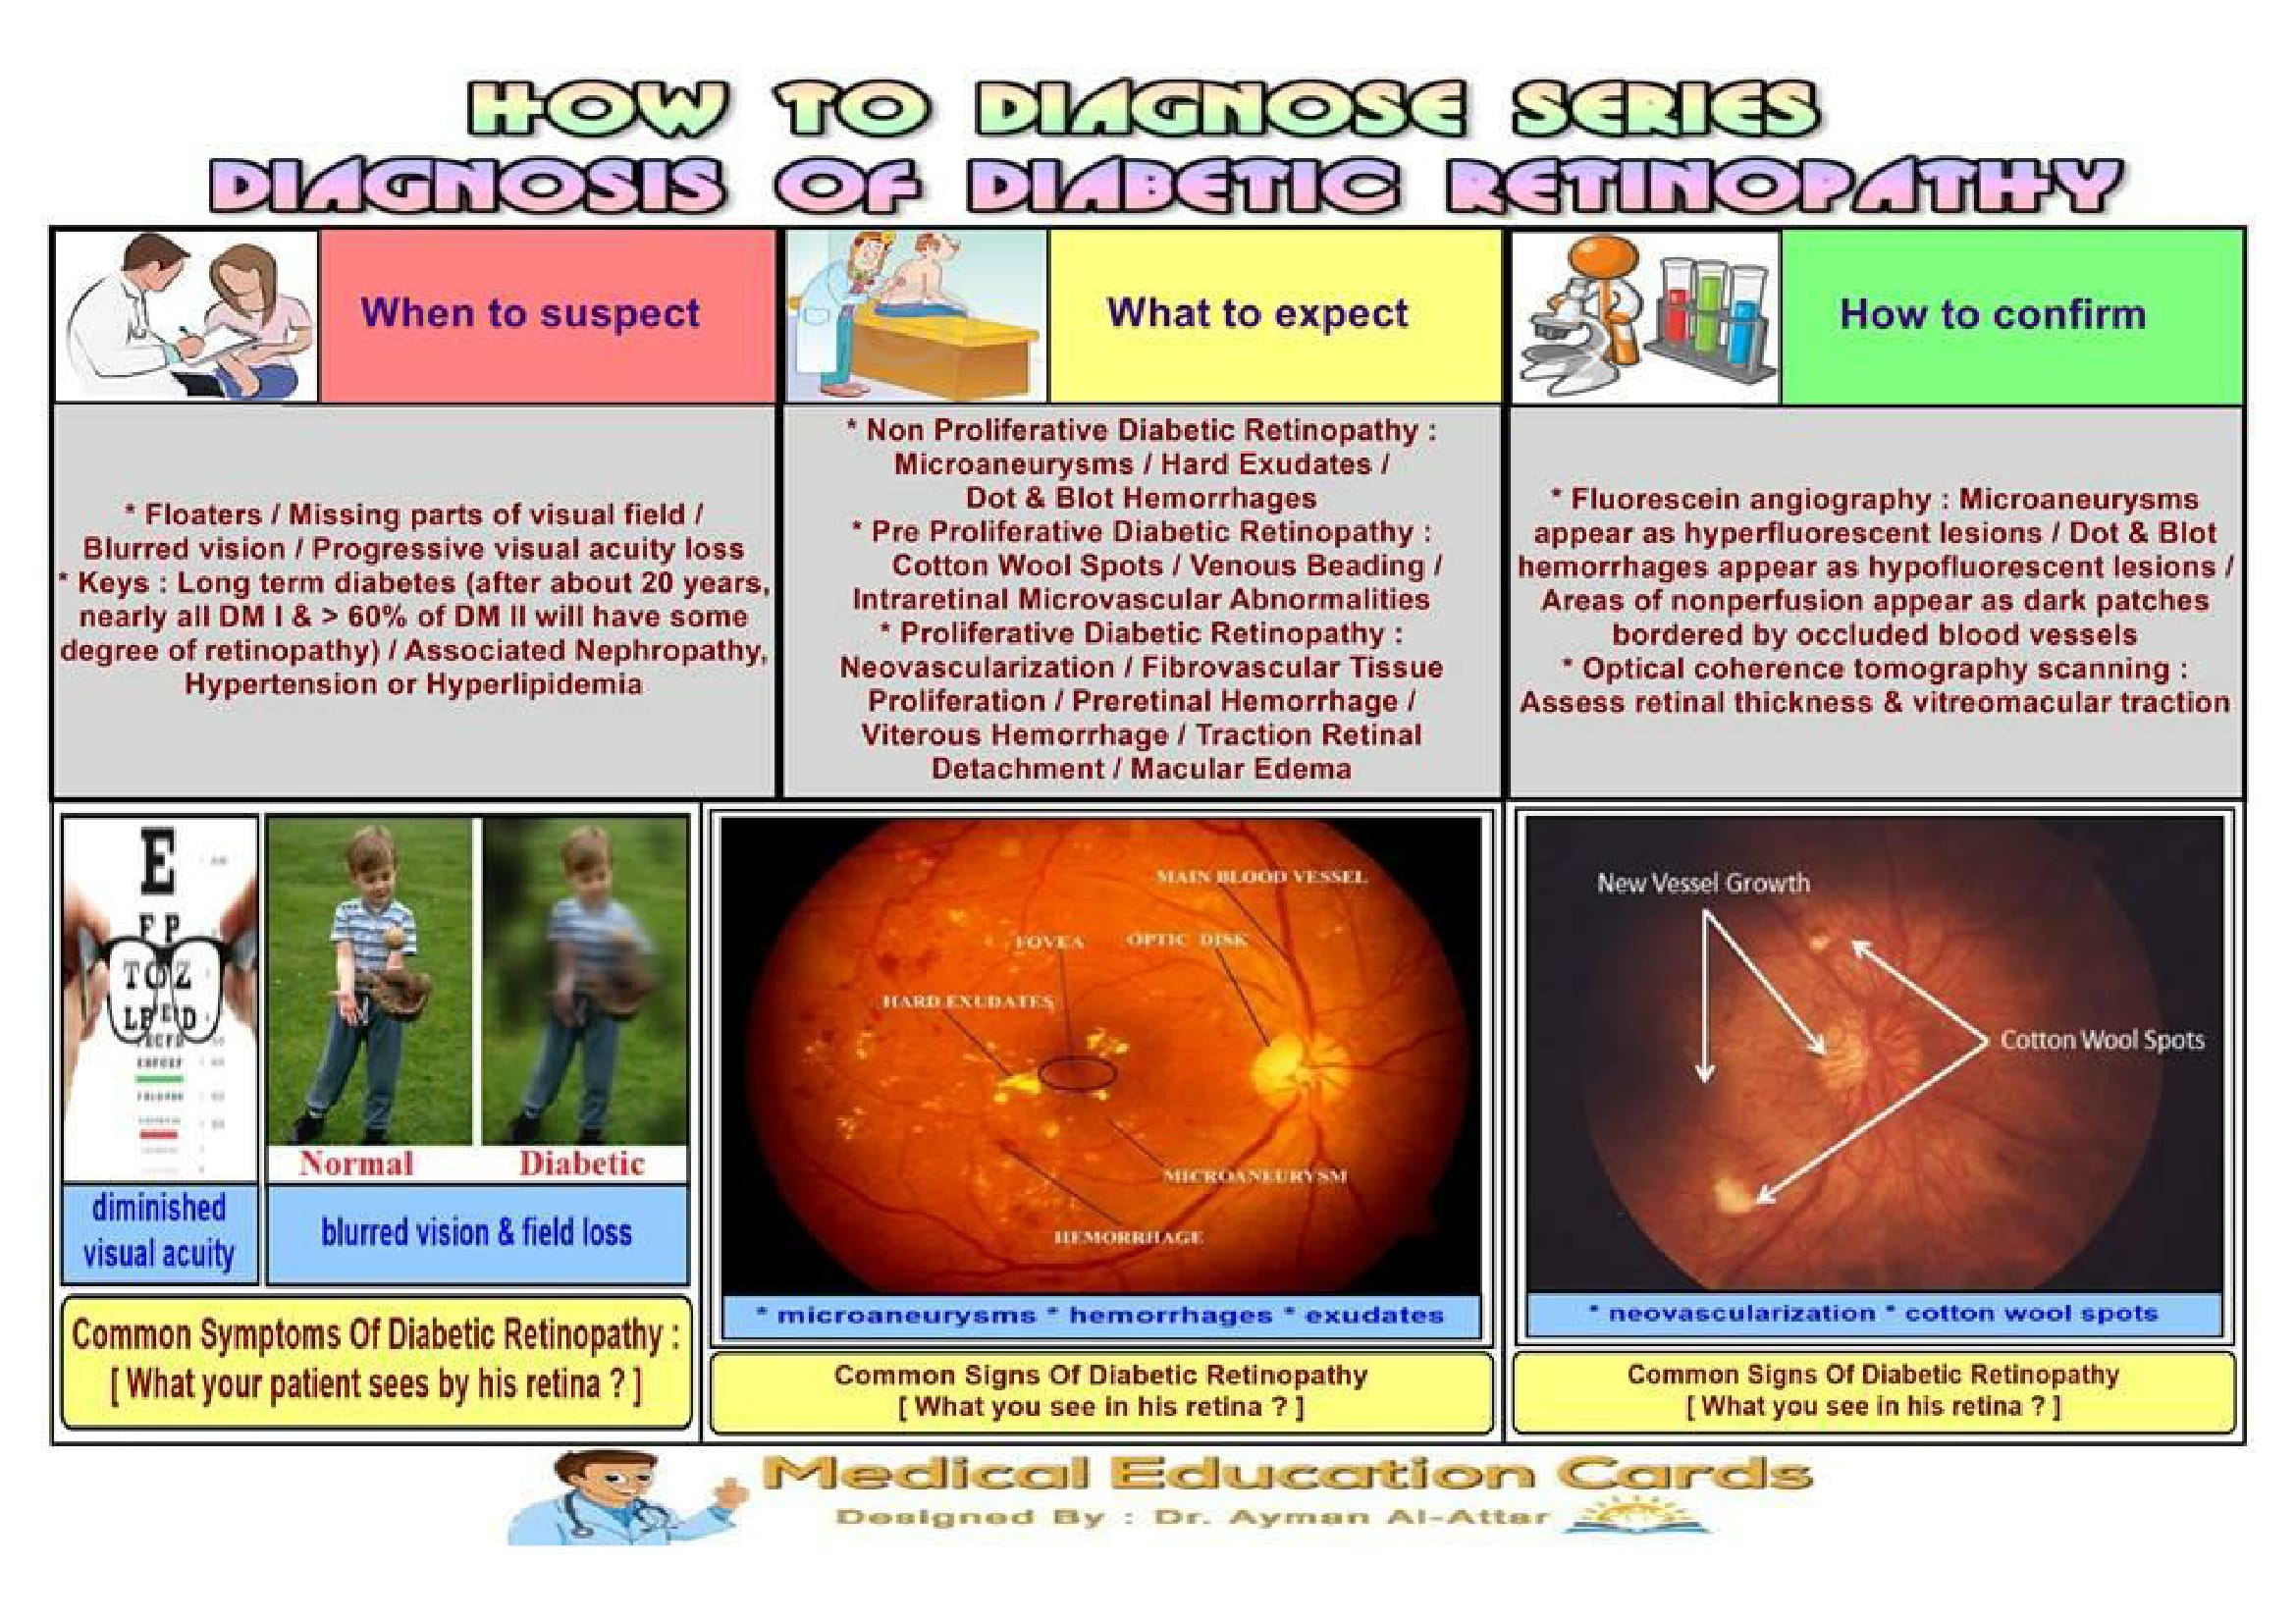 HOW TO DIAGNOSE SERIES
DIAGNOSIS OF DIABETIC RETINOPATHY
When to suspect
* Floaters / Missing parts of visual field /
Blurred vision / Progressive visual acuity loss
* Keys : Long term diabetes (after about 20 years,
nearly all DM I & > 60% of DM II will have some
degree of retinopathy) / Associated Nephropathy,
Hypertension or Hyperlipidemia
What to expect
* Non Proliferative Diabetic Retinopathy :
Microaneurysms / Hard Exudates /
Dot & Blot Hemorrhages
* Pre Proliferative Diabetic Retinopathy :
Cotton Wool Spots / Venous Beading /
Intraretinal Microvascular Abnormalities
* Proliferative Diabetic Retinopathy :
Neovascularization / Fibrovascular Tissue
Proliferation / Preretinal Hemorrhage /
Viterous Hemorrhage / Traction Retinal
Detachment / Macular Edema
How to confirm
* Fluorescein angiography : Microaneurysms
appear as hyperfluorescent lesions / Dot & Blot
hemorrhages appear as hypofluorescent lesions /
Areas of nonperfusion appear as dark patches
bordered by occluded blood vessels
* Optical coherence tomography scanning :
Assess retinal thickness & vitreomacular traction
E
F P
T O Z
Normal
Diabetic
diminished
visual acuity
blurred vision & field loss
Common Symptoms Of Diabetic Retinopathy :
[ What your patient sees by his retina ? ]
MAIN BLOOD VESSEL
FOVEA
OPTIC DISK
HARD EXUDATES
MICROANEURYSM
HEMORRHAGE
* microaneurysms * hemorrhages * exudates
Common Signs Of Diabetic Retinopathy
[ What you see in his retina ? ]
New Vessel Growth
Cotton Wool Spots
* neovascularization * cotton wool spots
Common Signs Of Diabetic Retinopathy
[ What you see in his retina ? ]
Medical Education Cards
Designed By : Dr. Ayman Al-Attar